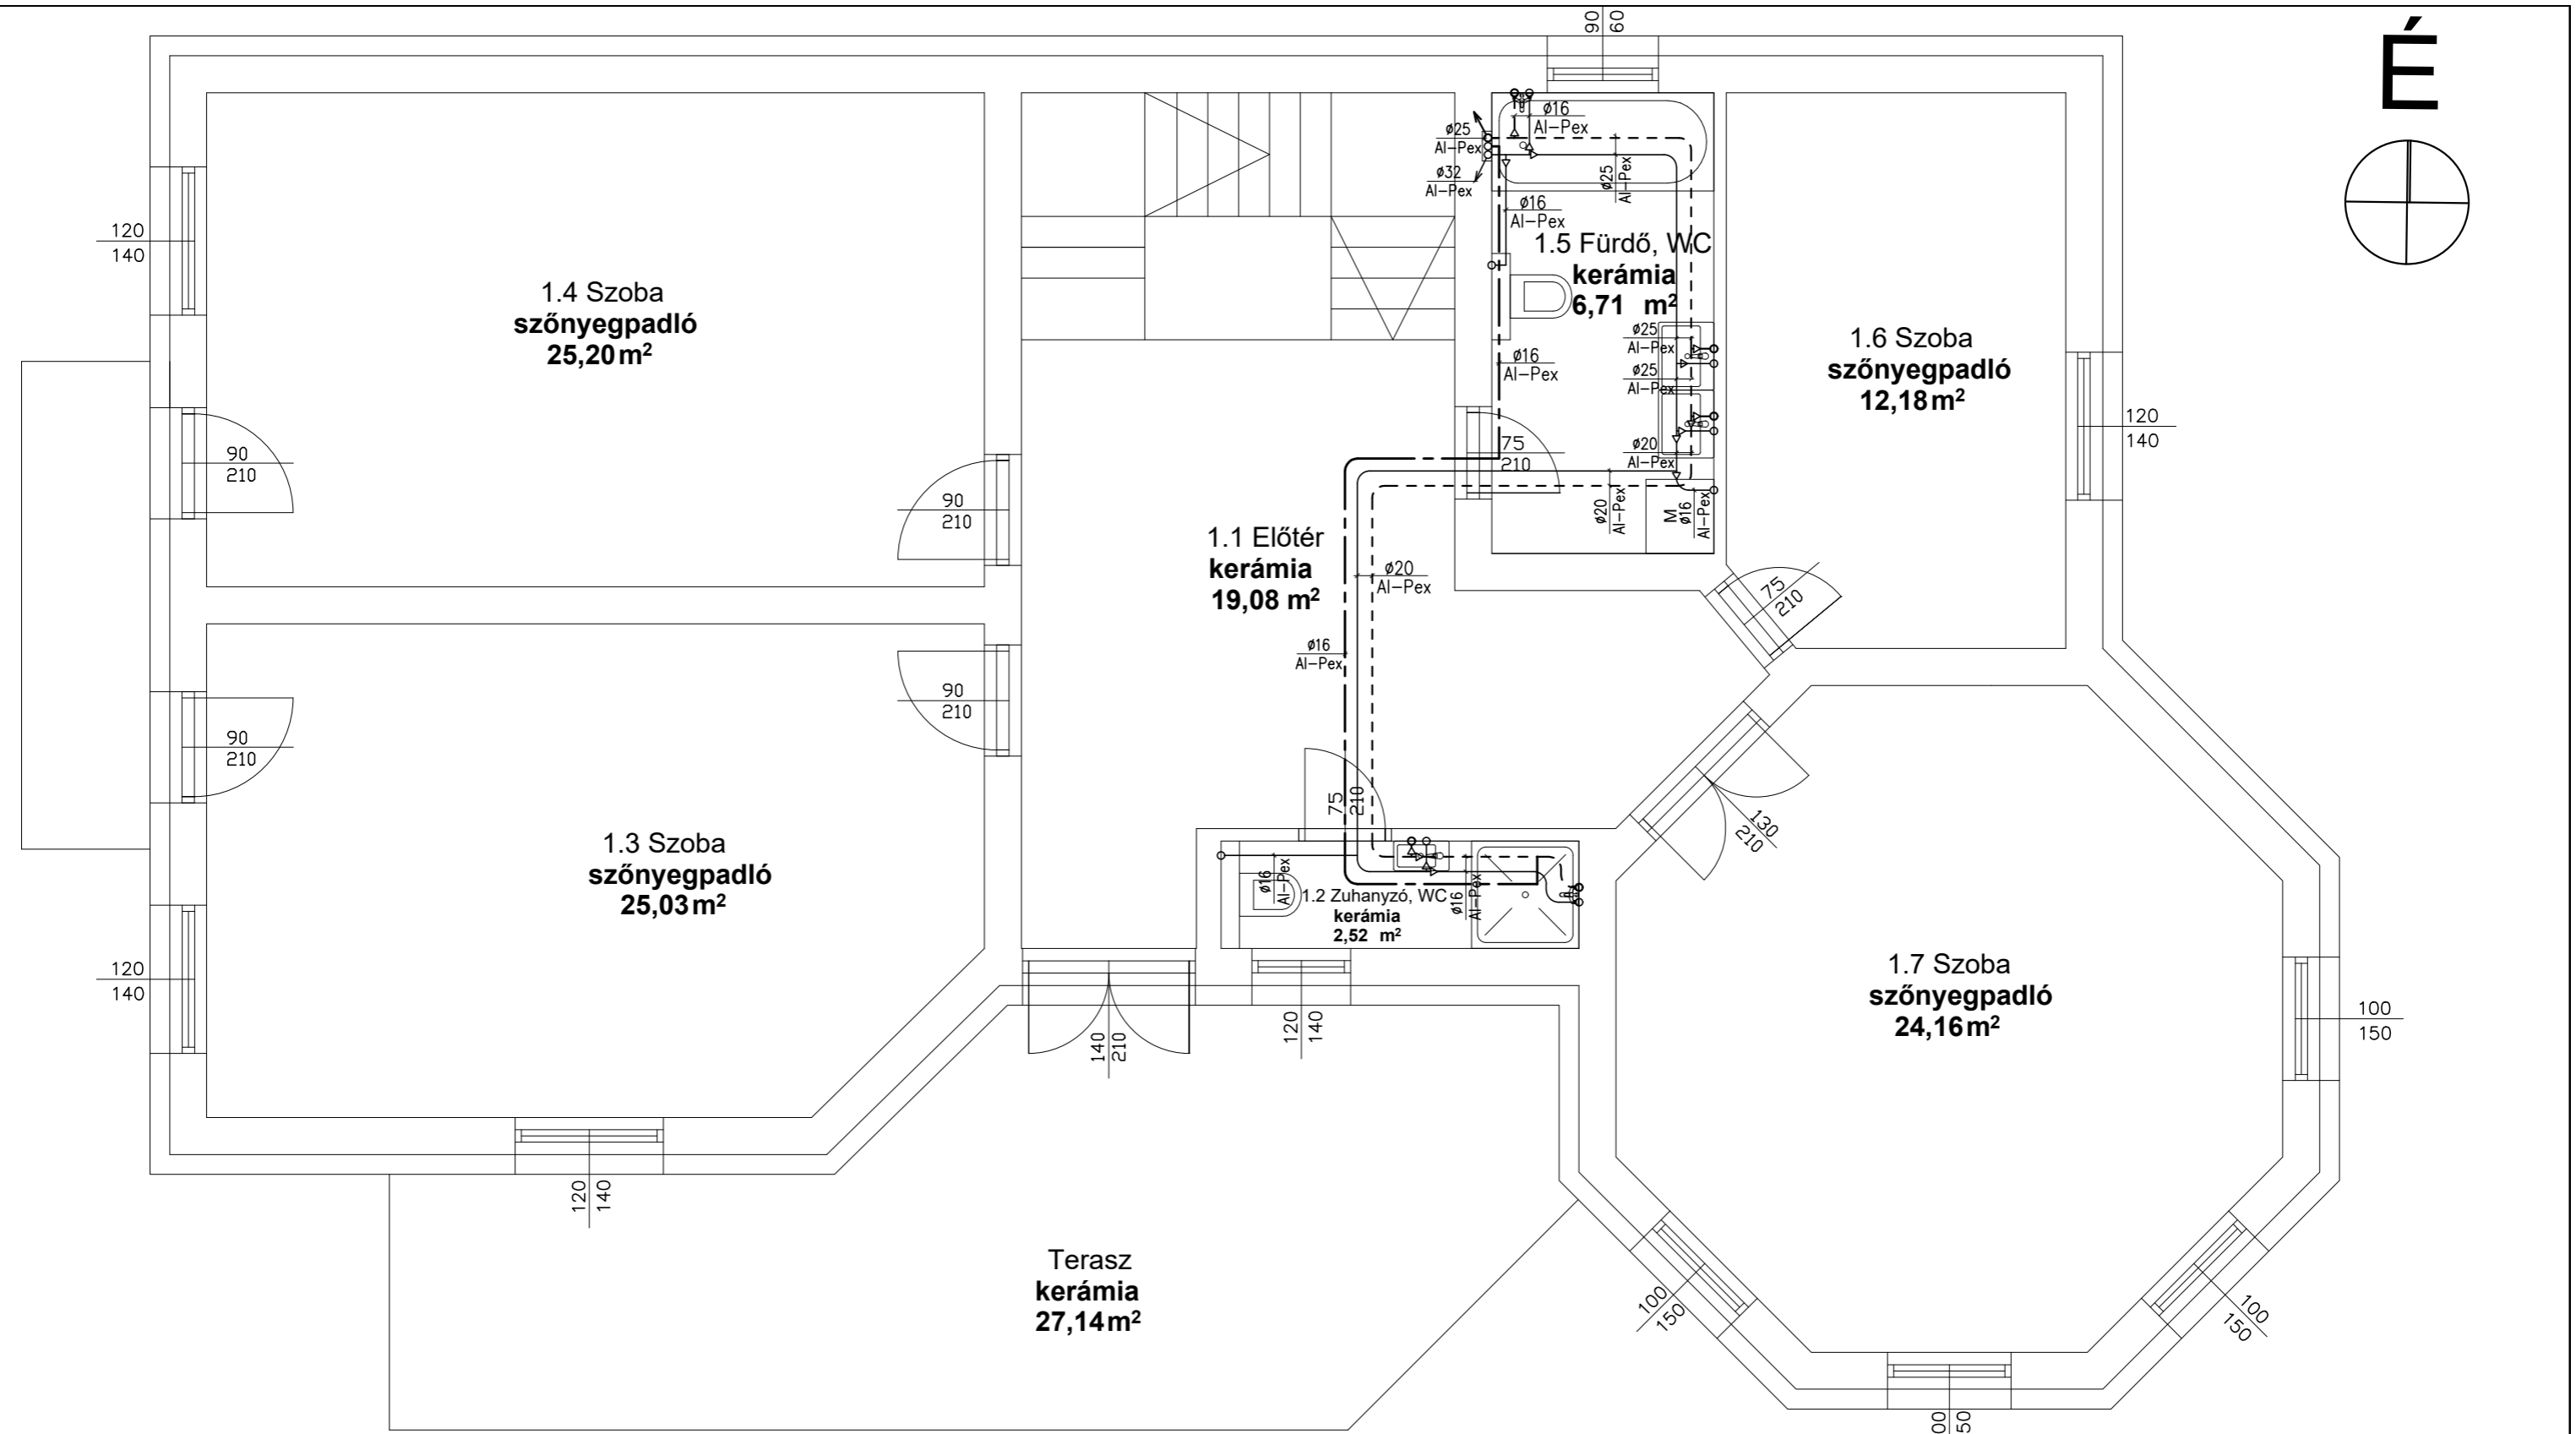 90
60
É
ø16
Al-Pex
ø25
Al-Pex
ø32
Al-Pex
ø25
Al-Pex
ø16
Al-Pex
1.5 Fürdő, WC
kerámia
6,71 m²
120
140
1.4 Szoba
szőnyegpadló
25,20 m²
ø25
Al-Pex
ø16
Al-Pex
ø25
Al-Pex
1.6 Szoba
szőnyegpadló
12,18 m²
120
140
90
210
75
210
ø20
Al-Pex
90
210
ø20
Al-Pex
M
ø16
Al-Pex
1.1 Előtér
kerámia
19,08 m²
ø20
Al-Pex
75
210
ø16
Al-Pex
90
210
90
210
75
210
130
210
1.3 Szoba
szőnyegpadló
25,03 m²
ø16
Al-Pex
1.2 Zuhanyzó, WC
kerámia
2,52 m²
ø16
Al-Pex
120
140
1.7 Szoba
szőnyegpadló
24,16 m²
100
150
140
210
120
140
120
140
Terasz
kerámia
27,14 m²
100
150
100
150
00
50